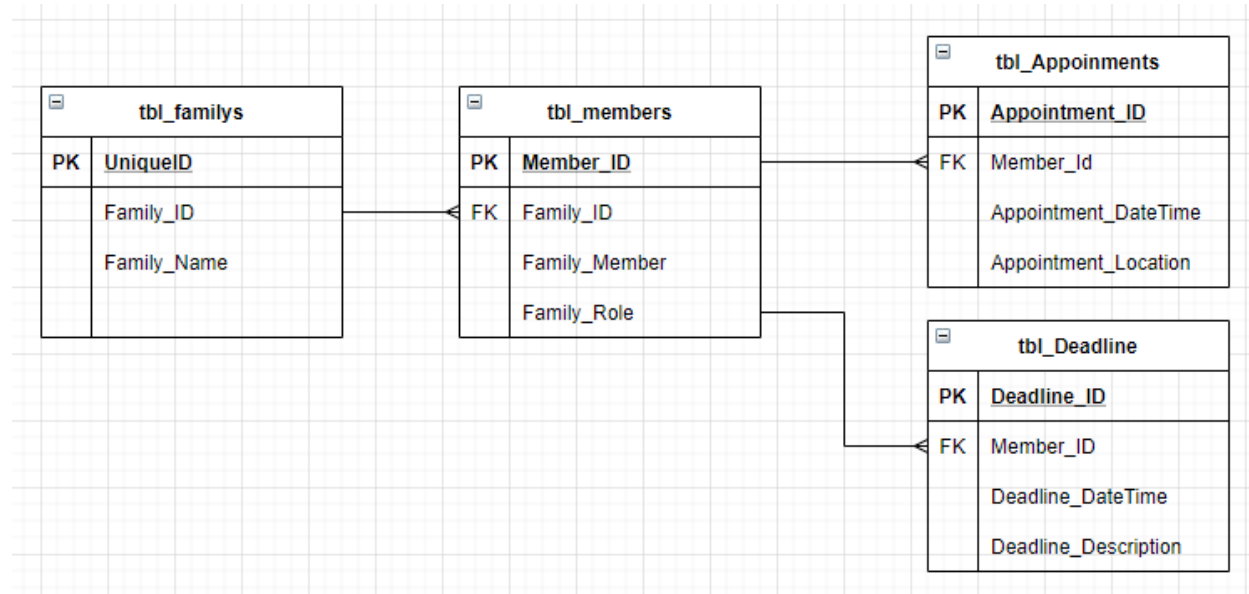 tbl_familys
PK UniqueID
Family_ID
Family_Name
tbl_members
PK Member_ID
FK Family_ID
Family_Member
Family_Role
tbl_Appoinments
PK Appointment_ID
FK Member_Id
Appointment_DateTime
Appointment_Location
tbl_Deadline
PK Deadline_ID
FK Member_ID
Deadline_DateTime
Deadline_Description